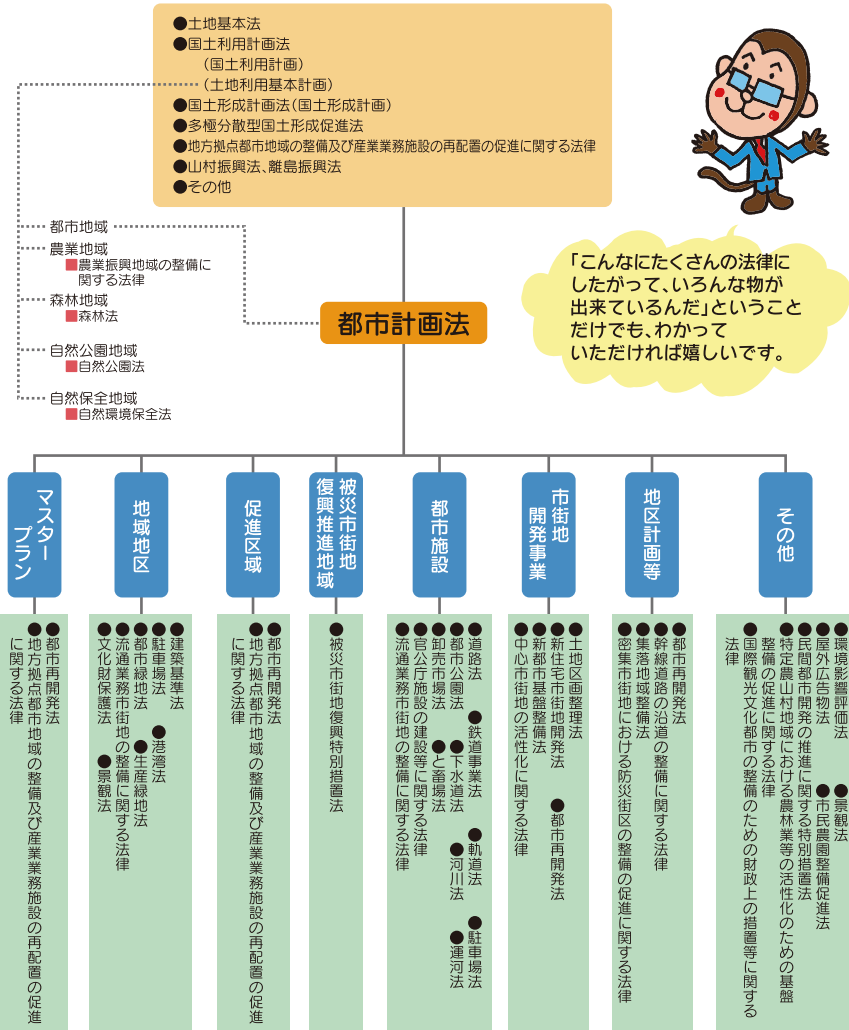 ●土地基本法
●国土利用計画法
（国土利用計画）
（土地利用基本計画）
●国土形成計画法（国土形成計画）
●多極分散型国土形成促進法
●地方拠点都市地域の整備及び産業業務施設の再配置の促進に関する法律
●山村振興法、離島振興法
●その他
都市地域
農業地域
■農業振興地域の整備に
関する法律
森林地域
■森林法
自然公園地域
■自然公園法
自然保全地域
■自然環境保全法
都市計画法
「こんなにたくさんの法律に
したがって、いろんな物が
出来ているんだ」ということ
だけでも、わかって
いただければ嬉しいです。
マスター
プラン
●都市再開発法
●地方拠点都市地域の整備及び産業業務施設の再配置の促進
に関する法律
地域地区
●建築基準法
●駐車場法　●港湾法
●都市緑地法　●生産緑地法
●流通業務市街地の整備に関する法律
●文化財保護法　●景観法
促進区域
●都市再開発法
●地方拠点都市地域の整備及び産業業務施設の再配置の促進
に関する法律
被災市街地
復興推進地域
●被災市街地復興特別措置法
都市施設
●道路法　●鉄道事業法　●軌道法　●駐車場法
●都市公園法　●下水道法　●河川法　●運河法
●卸売市場法　●と畜場法
●官公庁施設の建設等に関する法律
●流通業務市街地の整備に関する法律
市街地
開発事業
●土地区画整理法
●新住宅市街地開発法　●都市再開発法
●新都市基盤整備法
●中心市街地の活性化に関する法律
地区計画等
●都市再開発法
●幹線道路の沿道の整備に関する法律
●集落地域整備法
●密集市街地における防災街区の整備の促進に関する法律
その他
●環境影響評価法　●景観法
●屋外広告物法　●市民農園整備促進法
●民間都市開発の推進に関する特別措置法
●特定農山村地域における農林業等の活性化のための基盤
整備の促進に関する法律
●国際観光文化都市の整備のための財政上の措置等に関する
法律